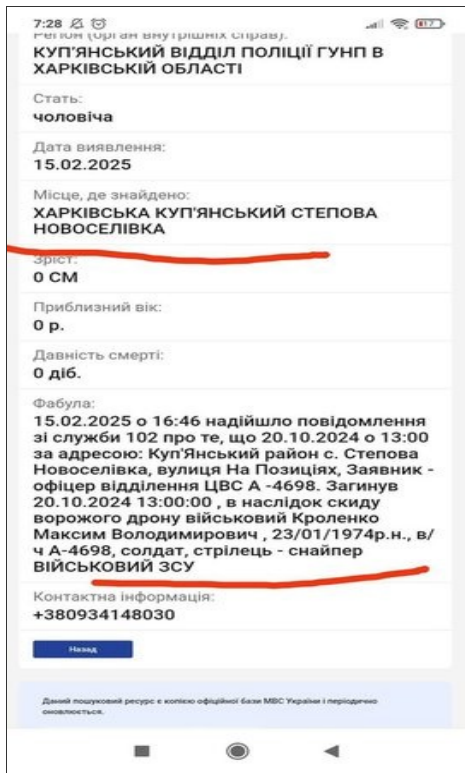 7:28
17
Регіон (орган внутрішніх справ):
КУП'ЯНСЬКИЙ ВІДДІЛ ПОЛІЦІЇ ГУНП В
ХАРКІВСЬКІЙ ОБЛАСТІ
Стать:
чоловіча
Дата виявлення:
15.02.2025
Місце, де знайдено:
ХАРКІВСЬКА КУП'ЯНСЬКИЙ СТЕПОВА
НОВОСЕЛІВКА
Зріст:
0 СМ
Приблизний вік:
0 р.
Давність смерті:
0 діб.
Фабула:
15.02.2025 о 16:46 надійшло повідомлення
зі служби 102 про те, що 20.10.2024 о 13:00
за адресою: Куп'Янський район с. Степова
Новоселівка, вулиця На Позиціях, Заявник -
офіцер відділення ЦВС А -4698. Загинув
20.10.2024 13:00:00 , в наслідок скиду
ворожого дрону військовий Кроленко
Максим Володимирович , 23/01/1974р.н., в/
ч А-4698, солдат, стрілець - снайпер
ВІЙСЬКОВИЙ ЗСУ
Контактна інформація:
+380934148030
Назад
Даний пошуковий ресурс є копією офіційної бази МВС України і періодично
оновлюється.